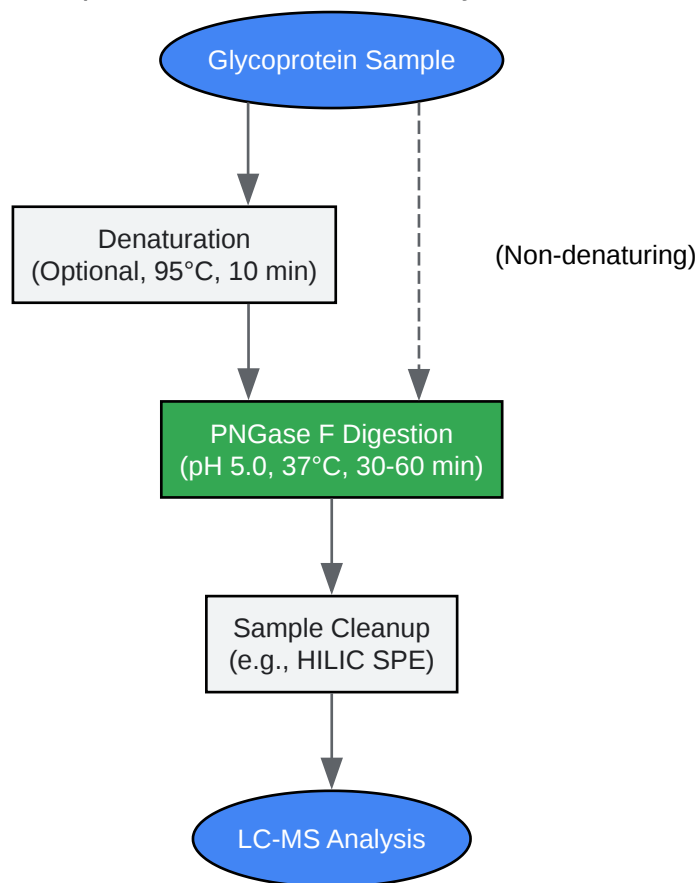 Glycoprotein Sample
Denaturation
(Optional, 95°C, 10 min)
(Non-denaturing)
PNGase F Digestion
(pH 5.0, 37°C, 30-60 min)
Sample Cleanup
(e.g., HILIC SPE)
LC-MS Analysis